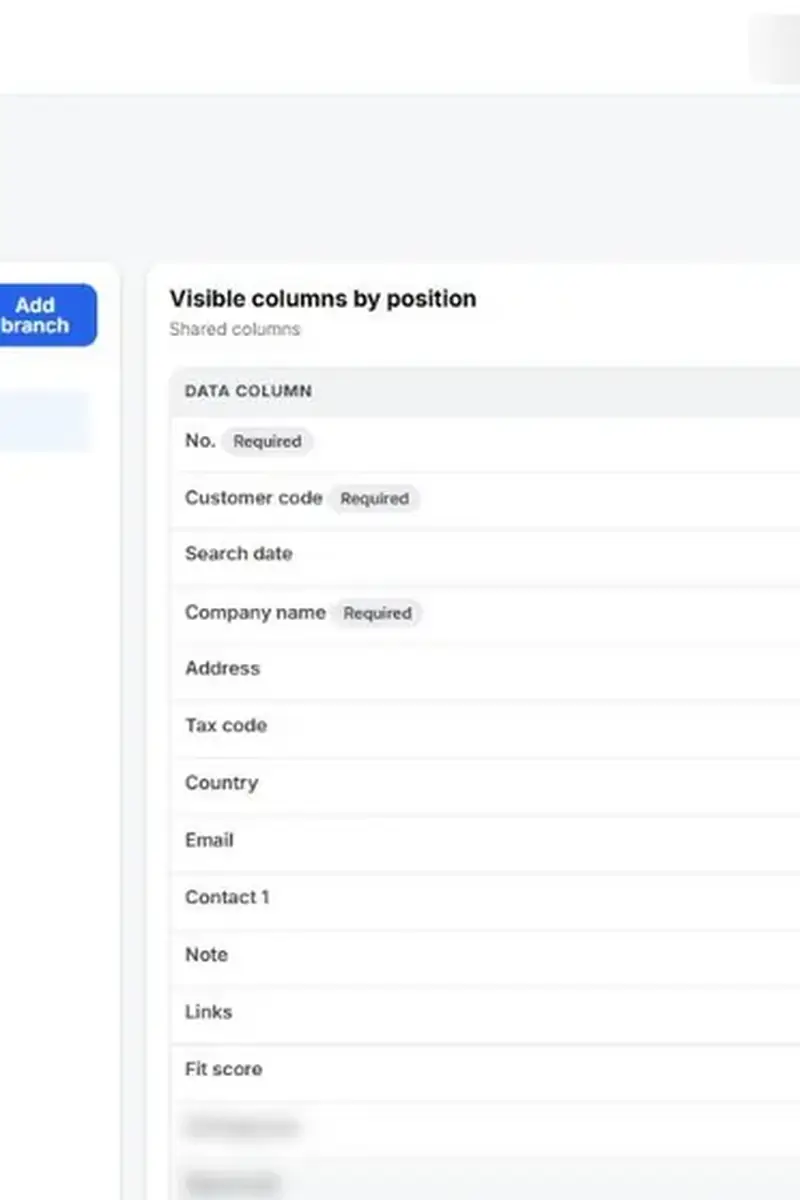 Add
branch
Visible columns by position
Shared columns
DATA COLUMN
No. Required
Customer code Required
Search date
Company name Required
Address
Tax code
Country
Email
Contact 1
Note
Links
Fit score